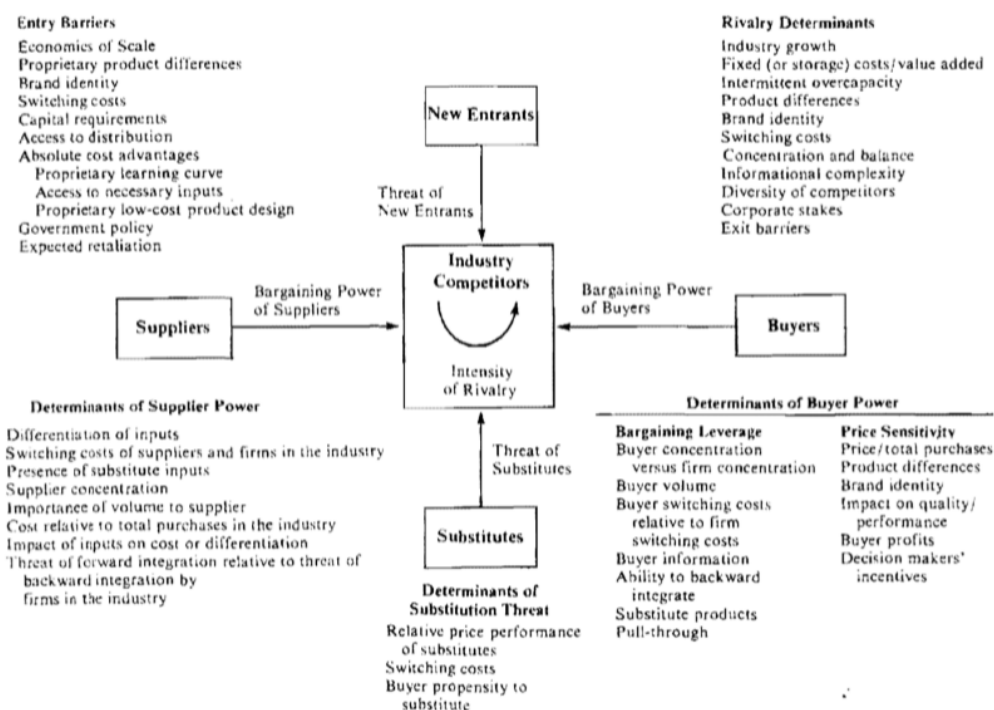 Entry Barriers
Economics of Scale
Proprietary product differences
Brand identity
Switching costs
Capital requirements
Access to distribution
Absolute cost advantages
Proprietary learning curve
Access to necessary inputs
Proprietary low-cost product design
Government policy
Expected retaliation
New Entrants
Threat of
New Entrants
Rivalry Determinants
Industry growth
Fixed (or storage) costs/value added
Intermittent overcapacity
Product differences
Brand identity
Switching costs
Concentration and balance
Informational complexity
Diversity of competitors
Corporate stakes
Exit barriers
Suppliers
Bargaining Power
of Suppliers
Industry
Competitors
Intensity
of Rivalry
Bargaining Power
of Buyers
Buyers
Determinants of Supplier Power
Differentiation of inputs
Switching costs of suppliers and firms in the industry
Presence of substitute inputs
Supplier concentration
Importance of volume to supplier
Cost relative to total purchases in the industry
Impact of inputs on cost or differentiation
Threat of forward integration relative to threat of
backward integration by
firms in the industry
Threat of
Substitutes
Substitutes
Determinants of
Substitution Threat
Relative price performance
of substitutes
Switching costs
Buyer propensity to
substitute
Determinants of Buyer Power
Bargaining Leverage
Buyer concentration
versus firm concentration
Buyer volume
Buyer switching costs
relative to firm
switching costs
Buyer information
Ability to backward
integrate
Substitute products
Pull-through
Price Sensitivity
Price/total purchases
Product differences
Brand identity
Impact on quality/
performance
Buyer profits
Decision makers'
incentives